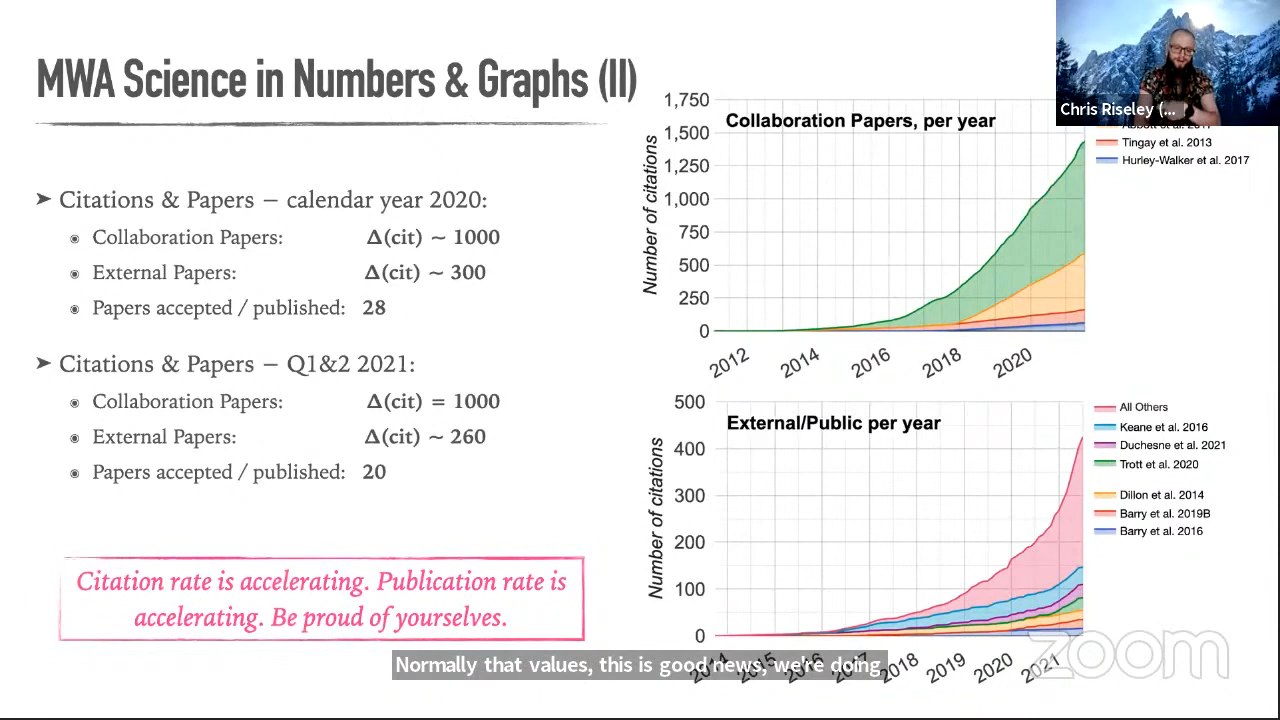 MWA Science in Numbers & Graphs (II)
➤ Citations & Papers – calendar year 2020:
Collaboration Papers: Δ(cit) ~ 1000
External Papers: Δ(cit) ~ 300
Papers accepted / published: 28
➤ Citations & Papers – Q1&2 2021:
Collaboration Papers: Δ(cit) = 1000
External Papers: Δ(cit) ~ 260
Papers accepted / published: 20
Citation rate is accelerating. Publication rate is
accelerating. Be proud of yourselves.
Collaboration Papers, per year
Number of citations
1,750
1,500
1,250
1,000
750
500
250
0
2012 2014 2016 2018 2020
Chris Riseley (...
Tingay et al. 2013
Hurley-Walker et al. 2017
External/Public per year
Number of citations
500
400
300
200
100
0
2014 2015 2016 2017 2018 2019 2020 2021
All Others
Keane et al. 2016
Duchesne et al. 2021
Trott et al. 2020
Dillon et al. 2014
Barry et al. 2019B
Barry et al. 2016
Normally that values, this is good news, we're doing
zoom